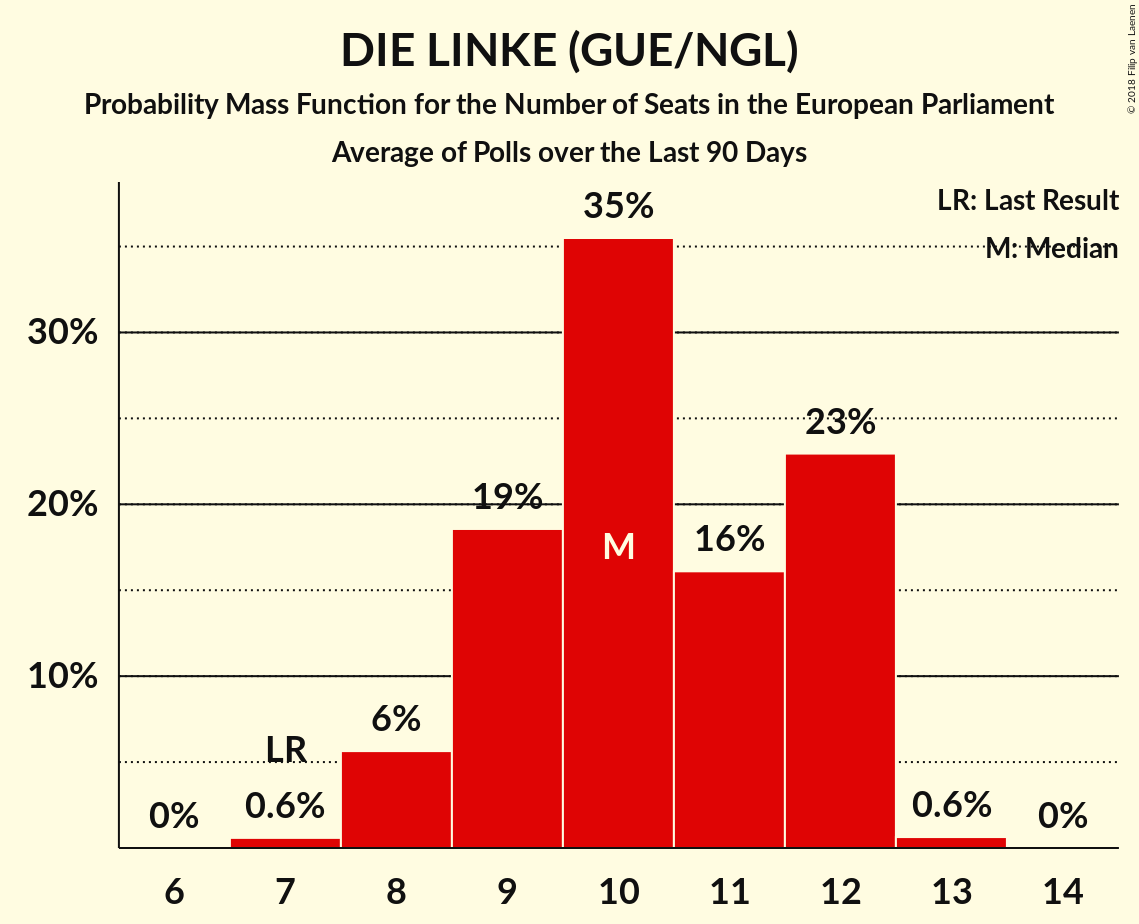 DIE LINKE (GUE/NGL)
Probability Mass Function for the Number of Seats in the European Parliament
Average of Polls over the Last 90 Days
© 2018 Filip van Laenen
LR: Last Result
M: Median
35%
30%
23%
20%
19%
16%
M
10%
6%
LR
0%
0.6%
0.6%
0%
6 7 8 9 10 11 12 13 14